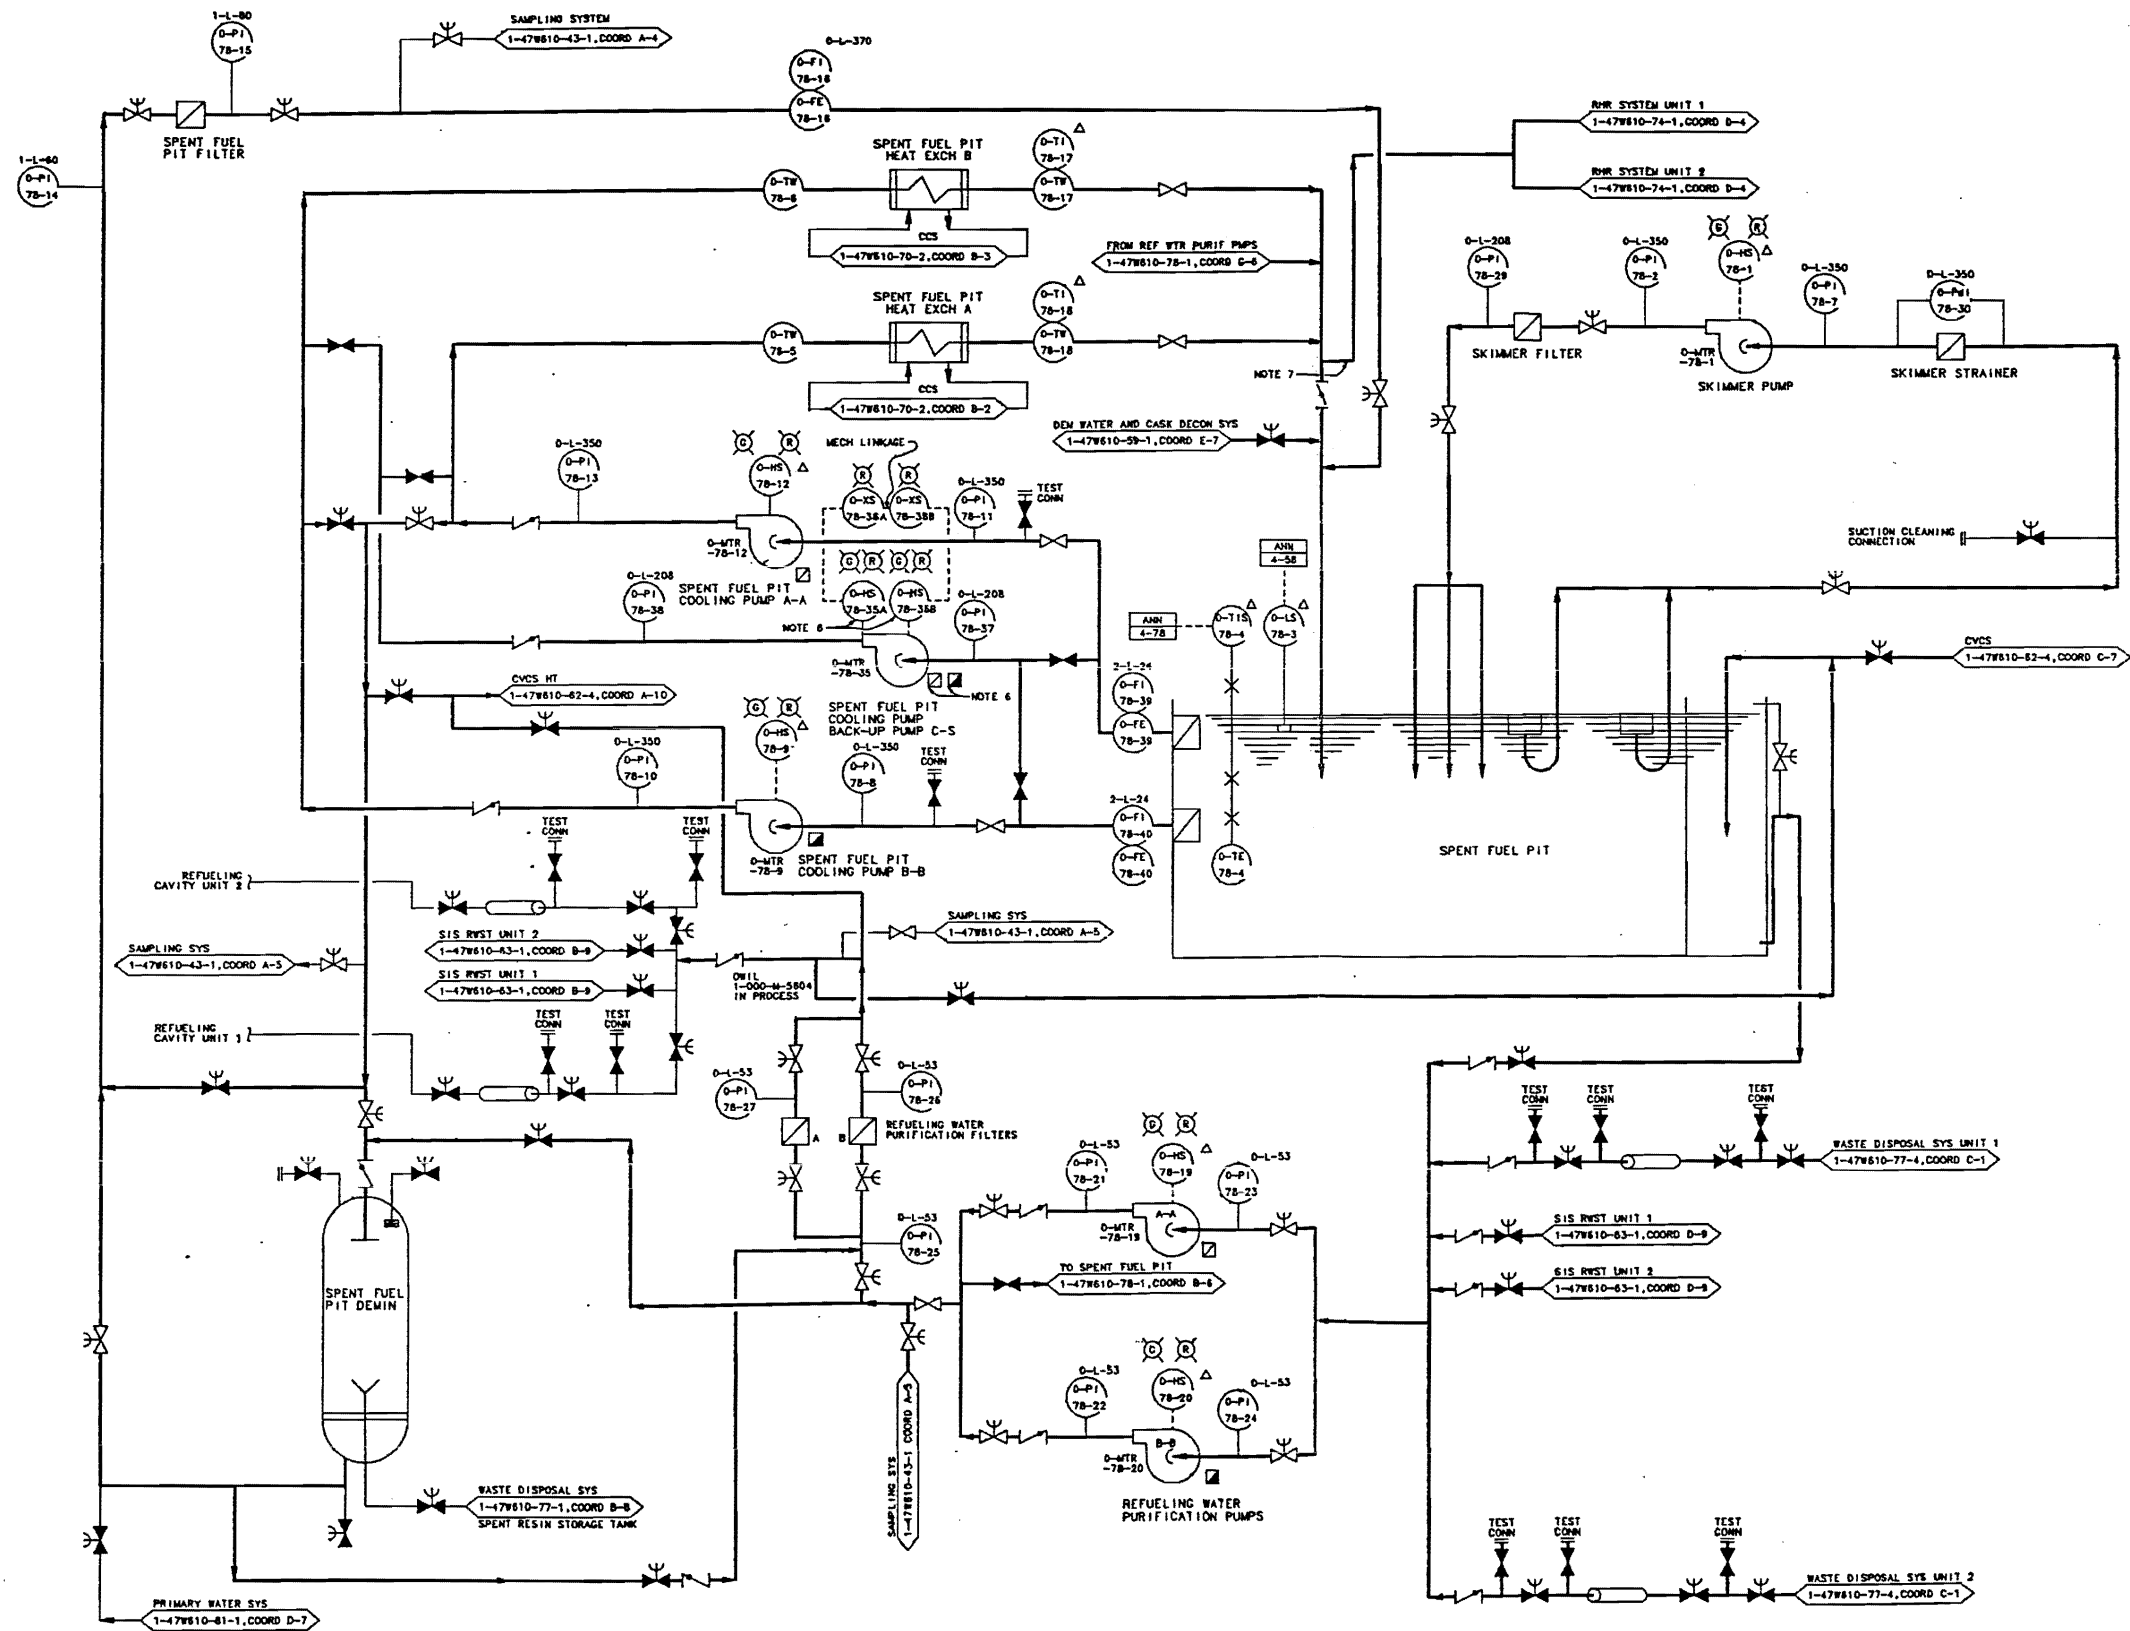 1-L-60
0-PI
78-15
SAMPLING SYSTEM
1-47W610-43-1,COORD A-4
0-L-370
0-FI
78-16
0-FE
78-16
SPENT FUEL
PIT FILTER
1-L-60
0-PI
78-14
SPENT FUEL PIT
HEAT EXCH B
0-TI
78-17
0-TW
78-6
0-TW
78-17
CCS
1-47W610-70-2,COORD B-3
RHR SYSTEM UNIT 1
1-47W610-74-1,COORD D-4
RHR SYSTEM UNIT 2
1-47W610-74-1,COORD D-4
FROM REF WTR PURIF PMPS
1-47W610-78-1,COORD G-6
SPENT FUEL PIT
HEAT EXCH A
0-TI
78-18
0-TW
78-5
0-TW
78-18
CCS
1-47W610-70-2,COORD B-2
NOTE 7
0-L-208
0-PI
78-29
0-L-350
0-PI
78-2
G
R
0-HS
78-1
0-L-350
0-PI
78-7
0-L-350
0-PdI
78-30
SKIMMER FILTER
0-MTR
-78-1
SKIMMER PUMP
SKIMMER STRAINER
DEM WATER AND CASK DECON SYS
1-47W610-59-1,COORD E-7
0-L-350
0-PI
78-13
G
R
0-HS
78-12
MECH LINKAGE
R
R
0-XS
78-36A
0-XS
78-36B
0-L-350
0-PI
78-11
TEST
CONN
0-MTR
-78-12
SPENT FUEL PIT
COOLING PUMP A-A
G
R
G
R
0-HS
78-35A
0-HS
78-35B
NOTE 6
0-L-208
0-PI
78-38
0-L-208
0-PI
78-37
0-MTR
-78-35
NOTE 6
SPENT FUEL PIT
COOLING PUMP
BACK-UP PUMP C-S
SUCTION CLEANING
CONNECTION
ANN
4-58
ANN
4-78
0-TIS
78-4
0-LS
78-3
2-L-24
0-FI
78-39
0-FE
78-39
CVCS
1-47W610-62-4,COORD C-7
CVCS HT
1-47W610-62-4,COORD A-10
G
R
0-HS
78-9
0-L-350
0-PI
78-10
0-L-350
0-PI
78-8
TEST
CONN
0-MTR
-78-9
SPENT FUEL PIT
COOLING PUMP B-B
2-L-24
0-FI
78-40
0-FE
78-40
0-TE
78-4
SPENT FUEL PIT
TEST
CONN
TEST
CONN
REFUELING
CAVITY UNIT 2
SAMPLING SYS
1-47W610-43-1,COORD A-5
SIS RWST UNIT 2
1-47W610-63-1,COORD B-9
SIS RWST UNIT 1
1-47W610-63-1,COORD B-9
SAMPLING SYS
1-47W610-43-1,COORD A-5
OWIL
1-000-M-5604
IN PROCESS
REFUELING
CAVITY UNIT 1
TEST
CONN
TEST
CONN
0-L-53
0-PI
78-27
0-L-53
0-PI
78-26
A
B
REFUELING WATER
PURIFICATION FILTERS
0-L-53
0-PI
78-25
SPENT FUEL
PIT DEMIN
G
R
0-L-53
0-PI
78-21
0-HS
78-19
0-L-53
0-PI
78-23
A-A
0-MTR
-78-19
TO SPENT FUEL PIT
1-47W610-78-1,COORD B-6
G
R
0-L-53
0-PI
78-22
0-HS
78-20
0-L-53
0-PI
78-24
B-B
0-MTR
-78-20
REFUELING WATER
PURIFICATION PUMPS
SAMPLING SYS
1-47W610-43-1 COORD A-5
TEST
CONN
TEST
CONN
TEST
CONN
WASTE DISPOSAL SYS UNIT 1
1-47W610-77-4,COORD C-1
SIS RWST UNIT 1
1-47W610-63-1,COORD D-9
SIS RWST UNIT 2
1-47W610-63-1,COORD D-9
WASTE DISPOSAL SYS
1-47W610-77-1,COORD B-8
SPENT RESIN STORAGE TANK
TEST
CONN
TEST
CONN
TEST
CONN
WASTE DISPOSAL SYS UNIT 2
1-47W610-77-4,COORD C-1
PRIMARY WATER SYS
1-47W610-81-1,COORD D-7